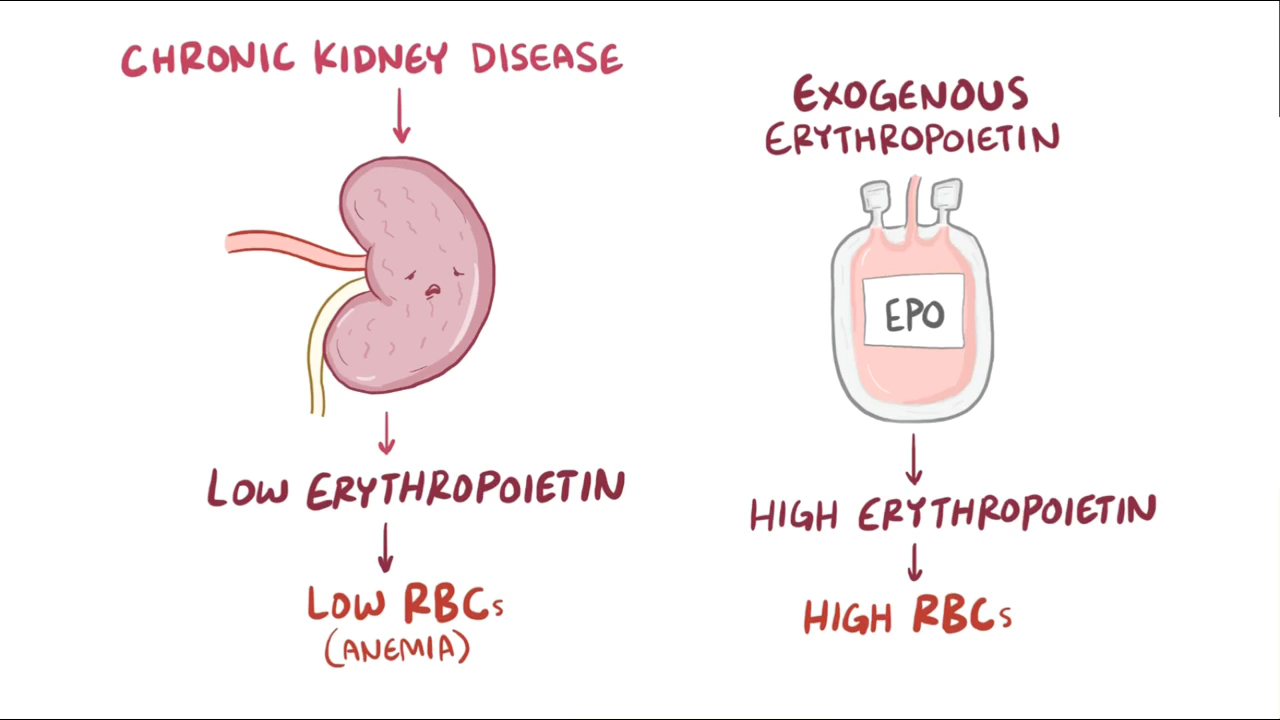 CHRONIC KIDNEY DISEASE
LOW ERYTHROPOIETIN
LOW RBCs
(ANEMIA)
EXOGENOUS
ERYTHROPOIETIN
EPO
HIGH ERYTHROPOIETIN
HIGH RBCs